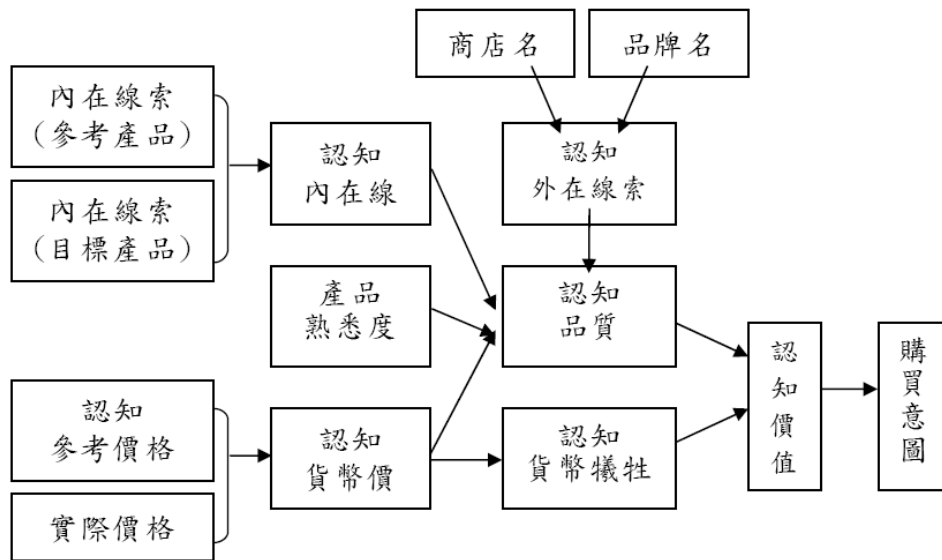 商店名
品牌名
內在線索
(參考產品)
內在線索
(目標產品)
認知
內在線
認知
外在線索
產品
熟悉度
認知
品質
認知
參考價格
實際價格
認知
貨幣價
認知
貨幣犧牲
認知價值
購買意圖